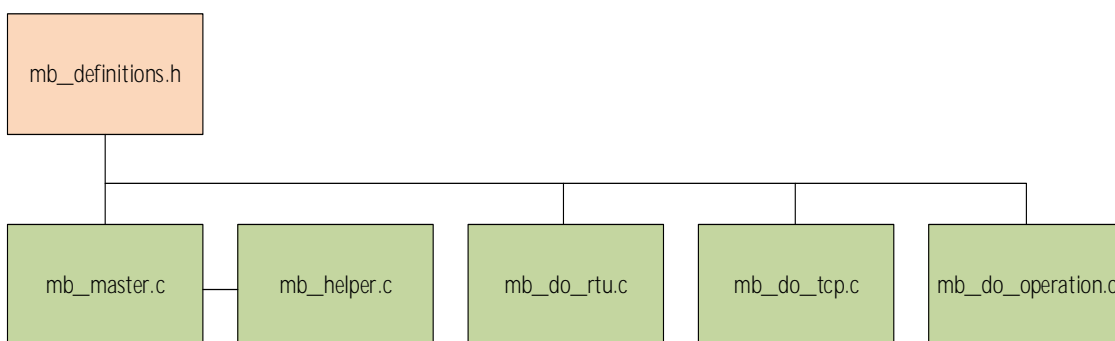 mb_definitions.h
mb_master.c
mb_helper.c
mb_do_rtu.c
mb_do_tcp.c
mb_do_operation.c